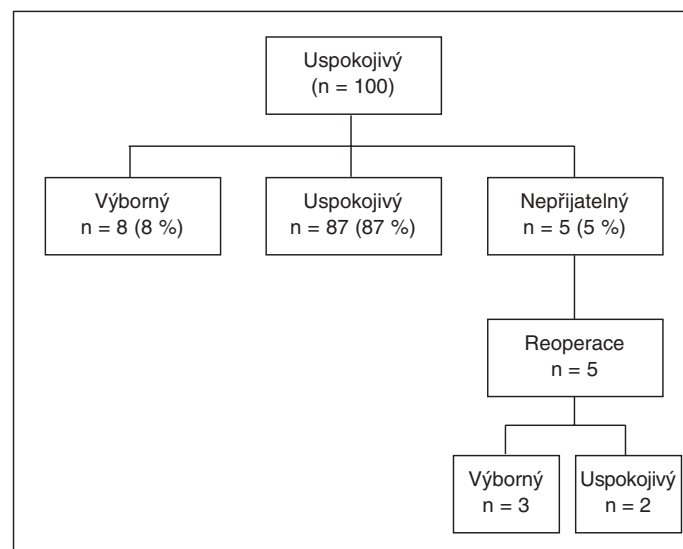 Uspokojivý
(n = 100)
Výborný
n = 8 (8 %)
Uspokojivý
n = 87 (87 %)
Nepřijatelný
n = 5 (5 %)
Reoperace
n = 5
Výborný
n = 3
Uspokojivý
n = 2